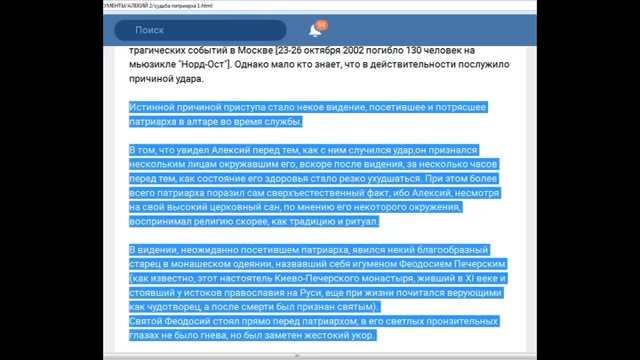 УМЕНТЫ/АЛЕКИЙ 2/судьба патриарха 1.html
Поиск
трагических событий в Москве [23-26 октября 2002 погибло 130 человек на
мьюзикле "Норд-Ост"]. Однако мало кто знает, что в действительности послужило
причиной удара.
Истинной причиной приступа стало некое видение, посетившее и потрясшее
патриарха в алтаре во время службы.
В том, что увидел Алексий перед тем, как с ним случился удар,он признался
нескольким лицам окружавшим его, вскоре после видения, за несколько часов
перед тем, как состояние его здоровья стало резко ухудшаться. При этом более
всего патриарха поразил сам сверхъестественный факт, ибо Алексий, несмотря
на свой высокий церковный сан, по мнению его некоторого окружения,
воспринимал религию скорее, как традицию и ритуал.
В видении, неожиданно посетившем патриарха, явился некий благообразный
старец в монашеском одеянии, назвавший себя игуменом Феодосием Печерским
(как известно, этот настоятель Киево-Печерского монастыря, живший в XI веке и
стоявший у истоков православия на Руси, еще при жизни почитался верующими
как чудотворец, а после смерти был признан святым).
Святой Феодосий стоял прямо перед патриархом, в его светлых пронзительных
глазах не было гнева, но был заметен жестокий укор.